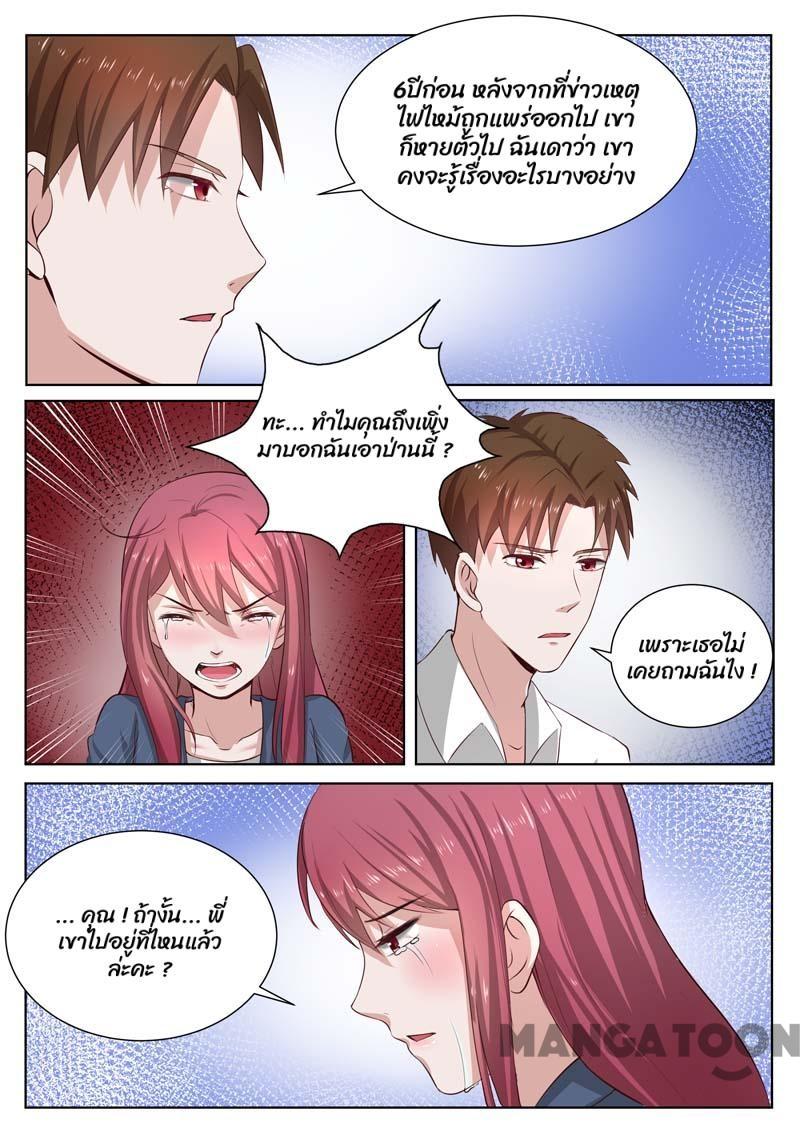 6ปีก่อน หลังจากที่ข่าวเหตุ
ไฟไหม้ถูกแพร่ออกไป เขา
ก็หายตัวไป ฉันเดาว่า เขา
คงจะรู้เรื่องอะไรบางอย่าง
ทะ... ทำไมคุณถึงเพิ่ง
มาบอกฉันเอาป่านนี้ ?
เพราะเธอไม่
เคยถามฉันไง !
... คุณ ! ถ้างั้น... พี่
เขาไปอยู่ที่ไหนแล้ว
ล่ะคะ ?
MANGATOON